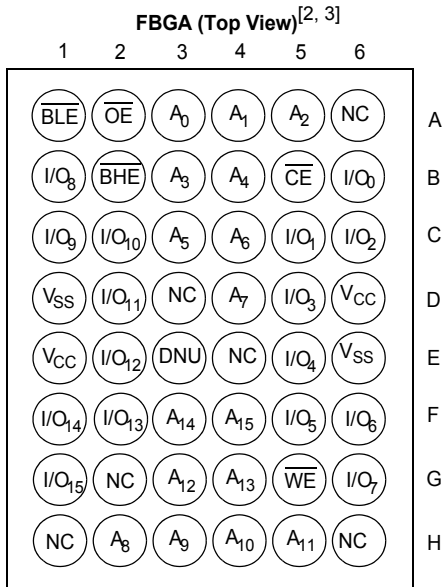 FBGA (Top View)[2, 3]
1 2 3 4 5 6
BLE OE A0 A1 A2 NC A
I/O8 BHE A3 A4 CE I/O0 B
I/O9 I/O10 A5 A6 I/O1 I/O2 C
VSS I/O11 NC A7 I/O3 VCC D
VCC I/O12 DNU NC I/O4 VSS E
I/O14 I/O13 A14 A15 I/O5 I/O6 F
I/O15 NC A12 A13 WE I/O7 G
NC A8 A9 A10 A11 NC H